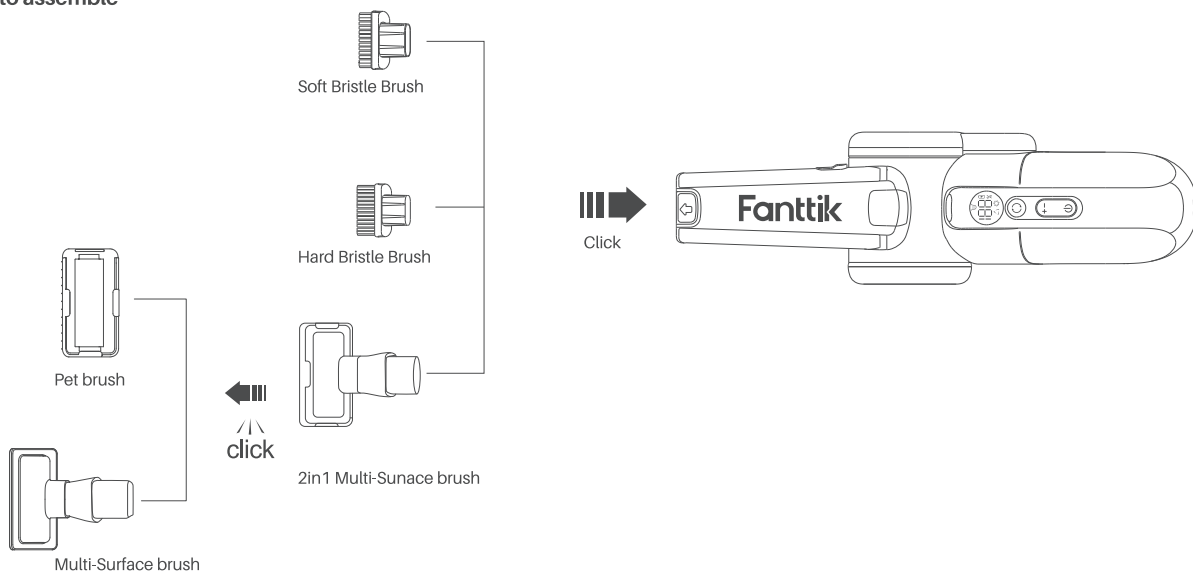 to assemble
Soft Bristle Brush
Hard Bristle Brush
Click
Fanttik
Pet brush
click
2in1 Multi-Sunace brush
Multi-Surface brush